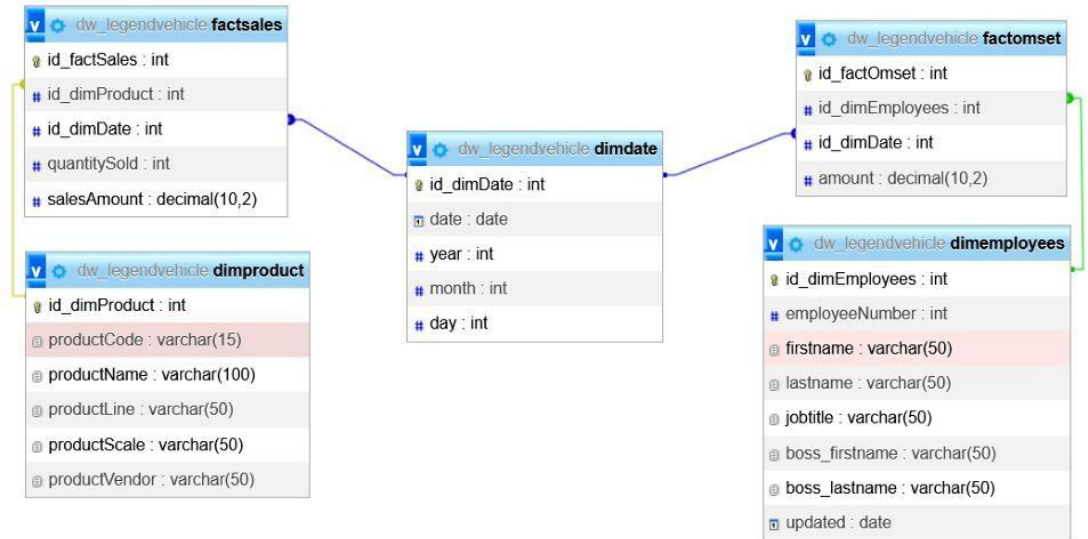 dw_legendvehicle factsales
id_factSales : int
id_dimProduct : int
id_dimDate : int
quantitySold : int
salesAmount : decimal(10,2)
dw_legendvehicle dimproduct
id_dimProduct : int
productCode : varchar(15)
productName : varchar(100)
productLine : varchar(50)
productScale : varchar(50)
productVendor : varchar(50)
dw_legendvehicle dimdate
id_dimDate : int
date : date
year : int
month : int
day : int
dw_legendvehicle factomset
id_factOmset : int
id_dimEmployees : int
id_dimDate : int
amount : decimal(10,2)
dw_legendvehicle dimemployees
id_dimEmployees : int
employeeNumber : int
firstname : varchar(50)
lastname : varchar(50)
jobtitle : varchar(50)
boss_firstname : varchar(50)
boss_lastname : varchar(50)
updated : date